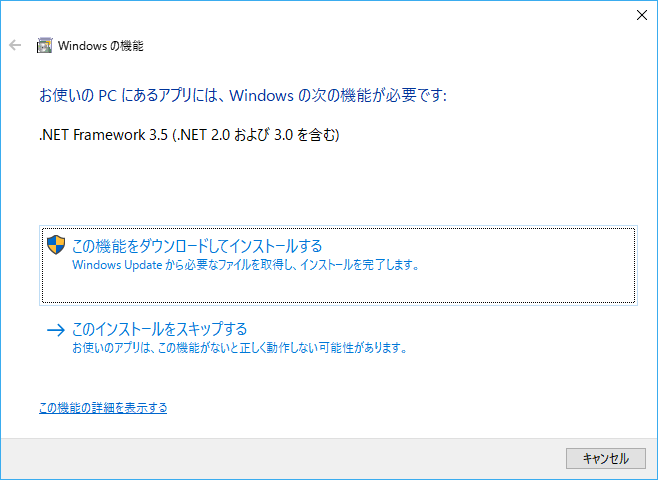 Windows の機能
お使いの PC にあるアプリには、Windows の次の機能が必要です:
.NET Framework 3.5 (.NET 2.0 および 3.0 を含む)
この機能をダウンロードしてインストールする
Windows Update から必要なファイルを取得し、インストールを完了します。
このインストールをスキップする
お使いのアプリは、この機能がないと正しく動作しない可能性があります。
この機能の詳細を表示する
キャンセル